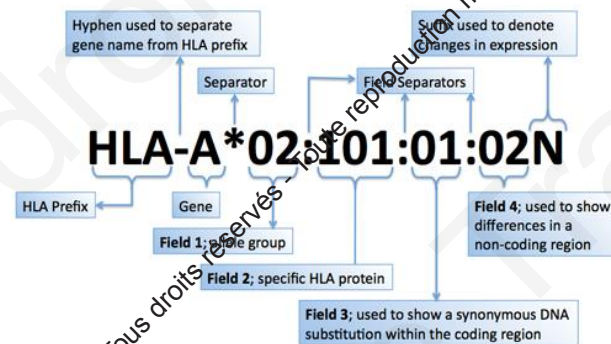 Hyphen used to separate
gene name from HLA prefix
Suffix used to denote
changes in expression
Separator
Field Separators
HLA-A*02:101:01:02N
HLA Prefix
Gene
Field 1; allele group
Field 2; specific HLA protein
Field 3; used to show a synonymous DNA
substitution within the coding region
Field 4; used to show
differences in a
non-coding region
Tous droits réservés - Toute reproduction